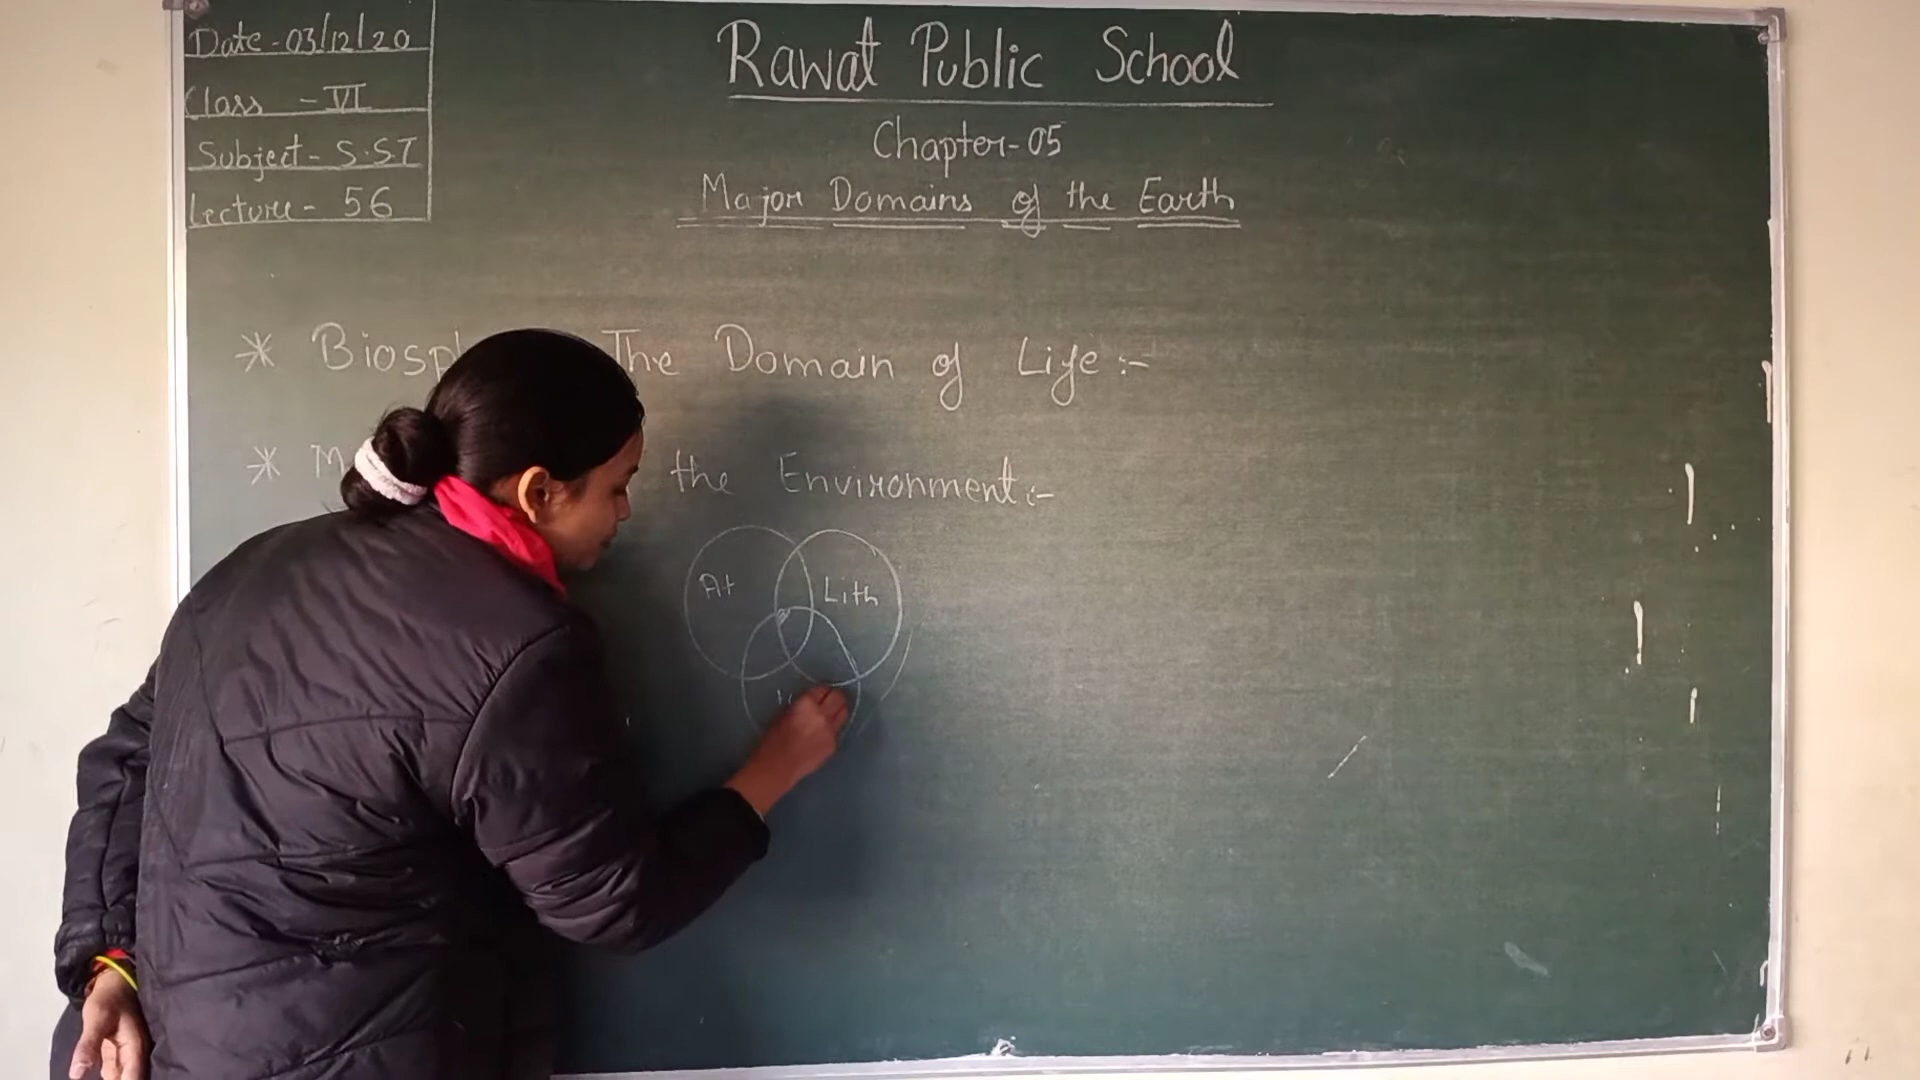 Date - 03/12/20
Class - VI
Subject - S.ST
Lecture - 56
Rawat Public School
Chapter-05
Major Domains of the Earth
* Biosp The Domain of Life :-
* M the Environment :-
At
Lith